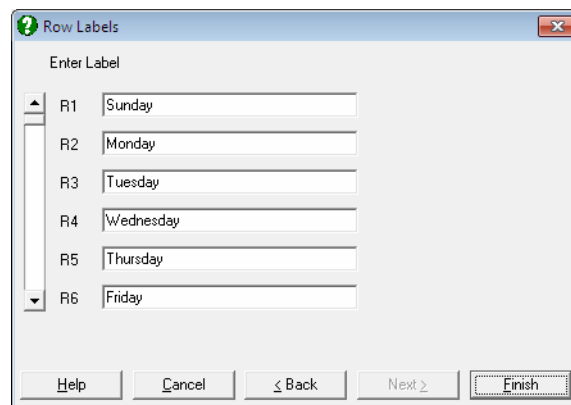 Row Labels
Enter Label
R1 Sunday
R2 Monday
R3 Tuesday
R4 Wednesday
R5 Thursday
R6 Friday
Help Cancel < Back Next > Finish